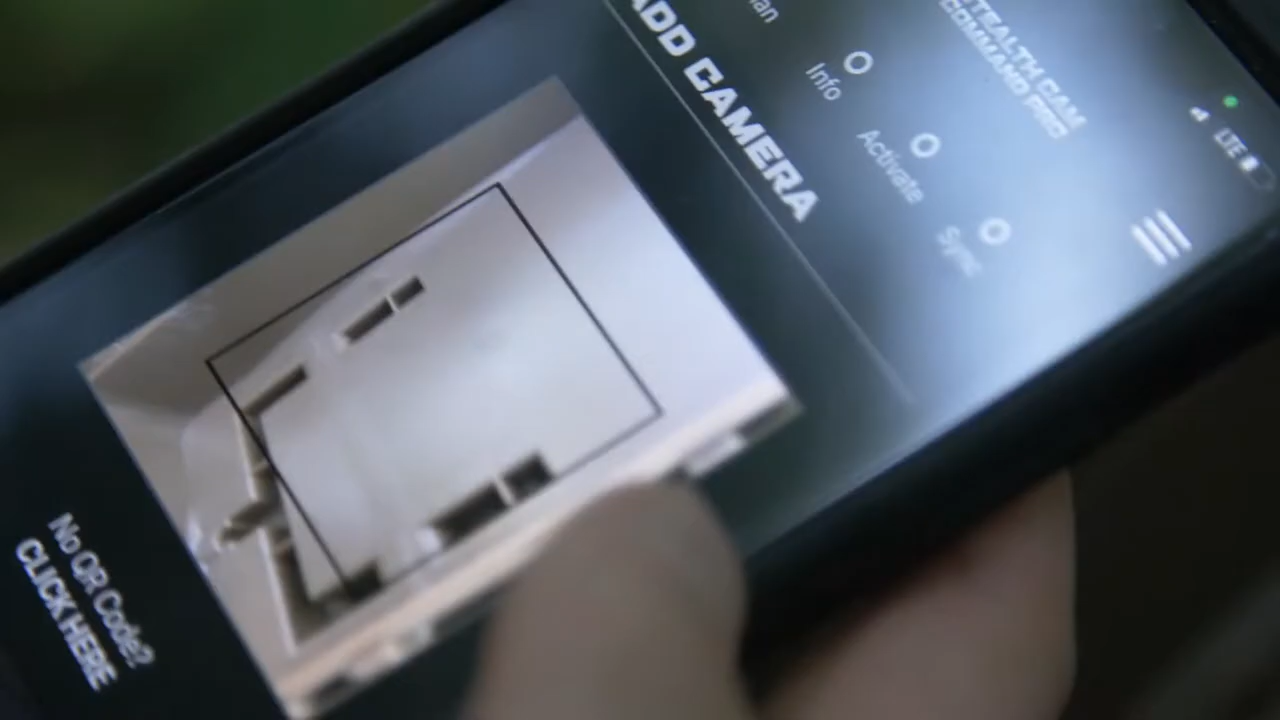 LTE
STEALTH CAM
COMMAND PRO
Info
Activate
Sync
ADD CAMERA
No QR Code?
CLICK HERE